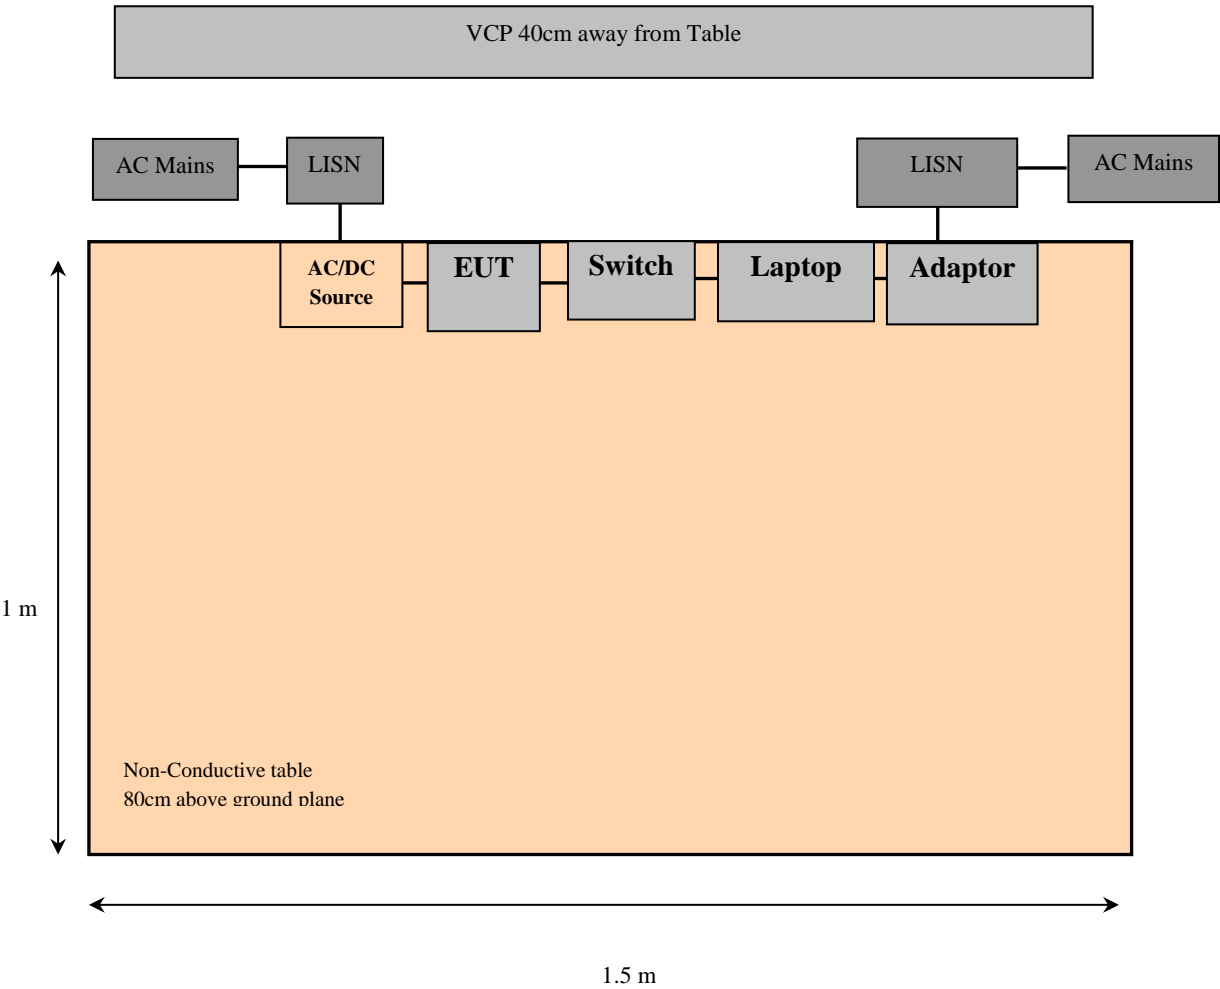 VCP 40cm away from Table
AC Mains
LISN
LISN
AC Mains
AC/DC
Source
EUT
Switch
Laptop
Adaptor
1 m
Non-Conductive table
80cm above ground plane
1.5 m